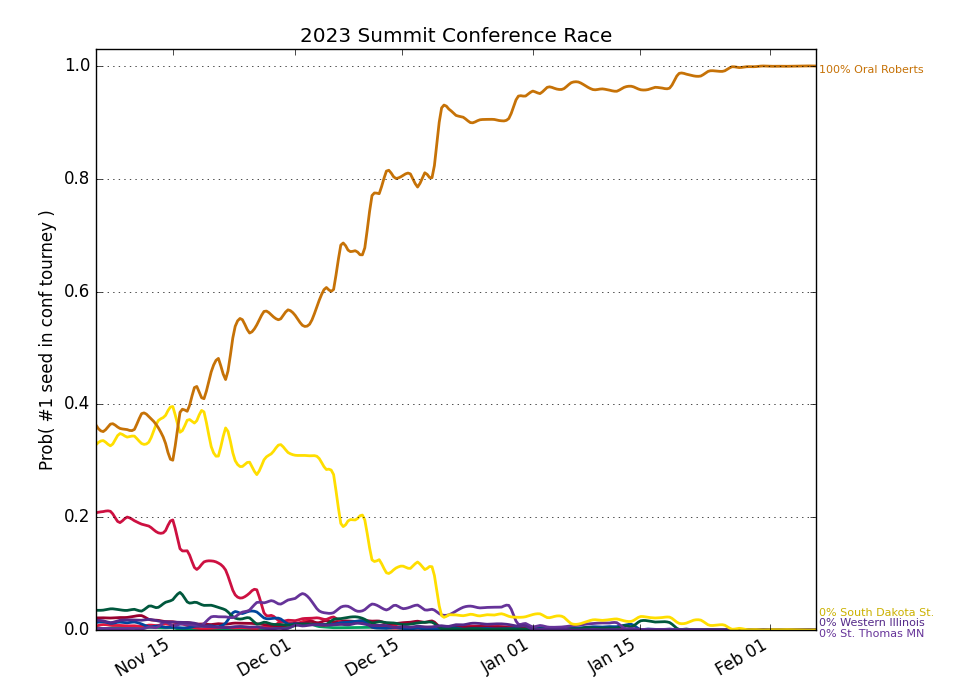 2023 Summit Conference Race
Prob( #1 seed in conf tourney )
1.0
0.8
0.6
0.4
0.2
0.0
Nov 15
Dec 01
Dec 15
Jan 01
Jan 15
Feb 01
100% Oral Roberts
0% South Dakota St.
0% Western Illinois
0% St. Thomas MN